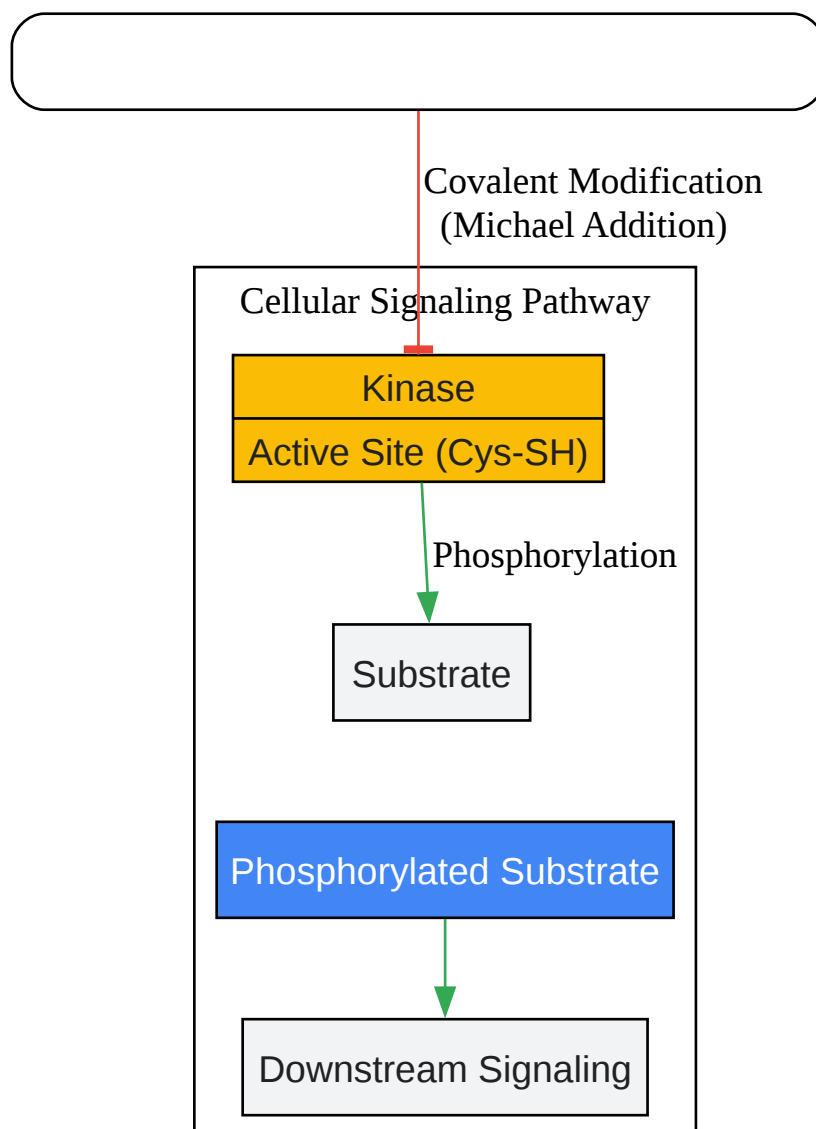 Covalent Modification
(Michael Addition)
Cellular Signaling Pathway
Kinase
Active Site (Cys-SH)
Phosphorylation
Substrate
Phosphorylated Substrate
Downstream Signaling